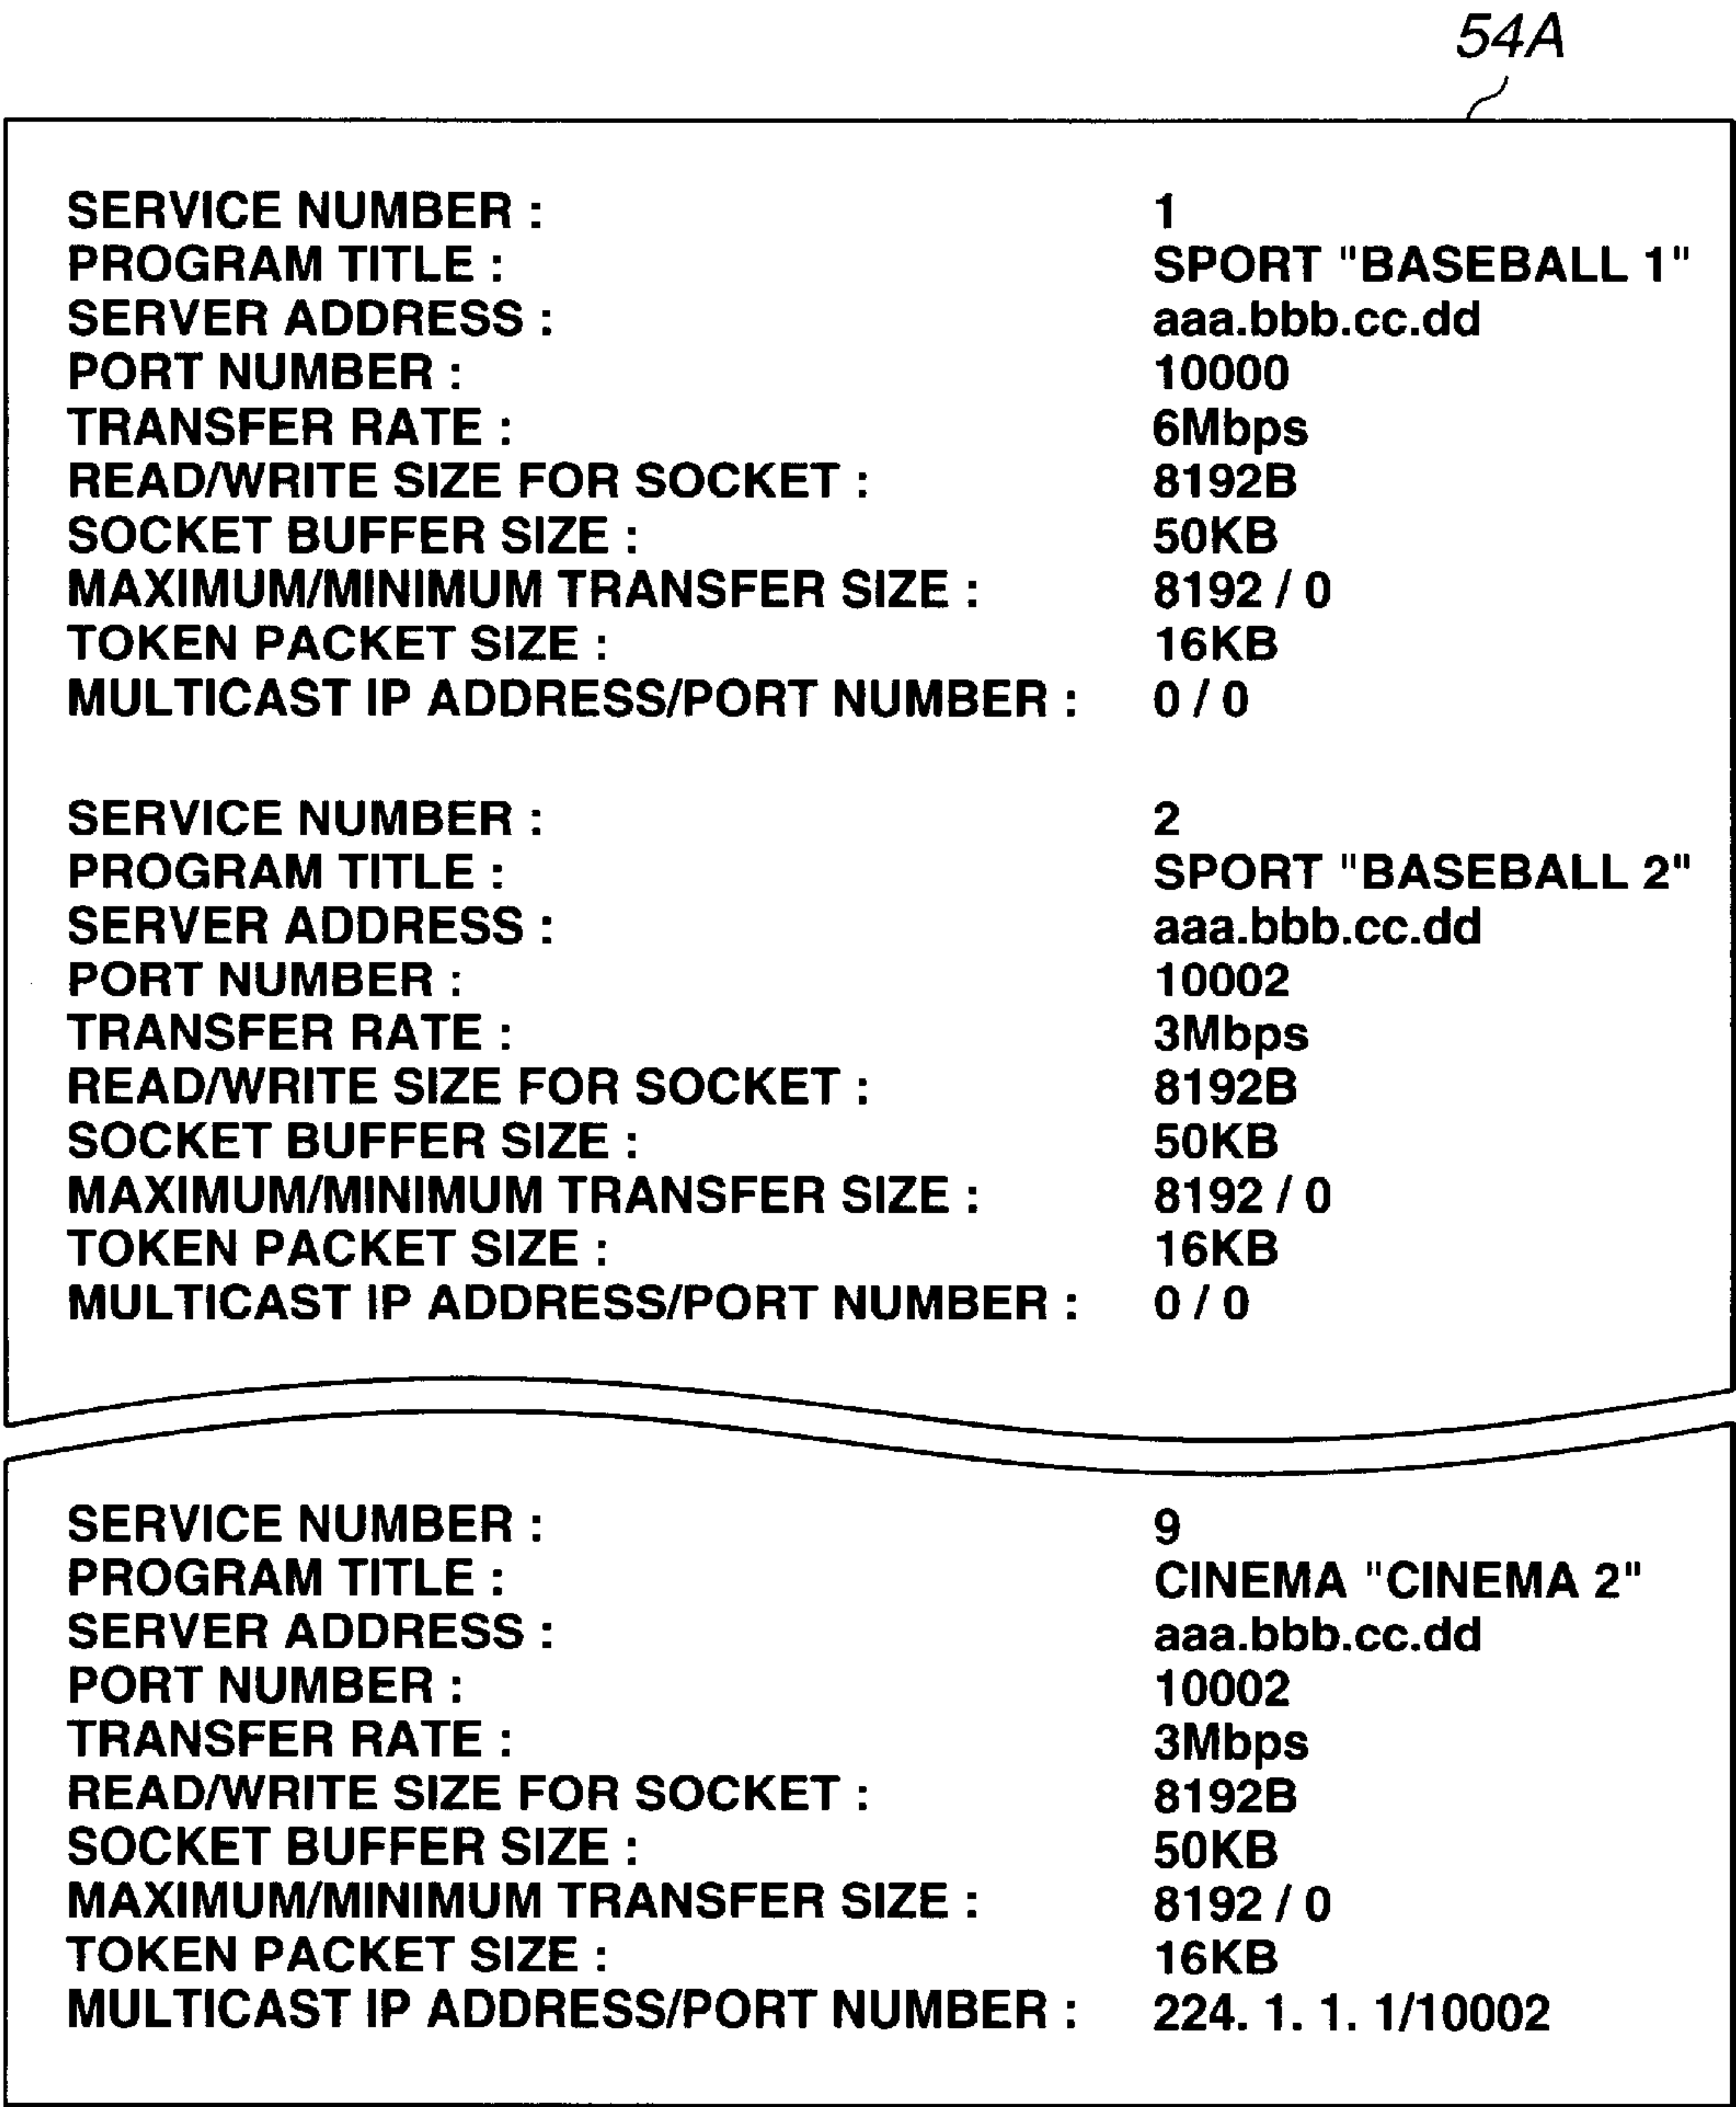 54A
SERVICE NUMBER : 1
PROGRAM TITLE : SPORT "BASEBALL 1"
SERVER ADDRESS : aaa.bbb.cc.dd
PORT NUMBER : 10000
TRANSFER RATE : 6Mbps
READ/WRITE SIZE FOR SOCKET : 8192B
SOCKET BUFFER SIZE : 50KB
MAXIMUM/MINIMUM TRANSFER SIZE : 8192 / 0
TOKEN PACKET SIZE : 16KB
MULTICAST IP ADDRESS/PORT NUMBER : 0 / 0
SERVICE NUMBER : 2
PROGRAM TITLE : SPORT "BASEBALL 2"
SERVER ADDRESS : aaa.bbb.cc.dd
PORT NUMBER : 10002
TRANSFER RATE : 3Mbps
READ/WRITE SIZE FOR SOCKET : 8192B
SOCKET BUFFER SIZE : 50KB
MAXIMUM/MINIMUM TRANSFER SIZE : 8192 / 0
TOKEN PACKET SIZE : 16KB
MULTICAST IP ADDRESS/PORT NUMBER : 0 / 0
SERVICE NUMBER : 9
PROGRAM TITLE : CINEMA "CINEMA 2"
SERVER ADDRESS : aaa.bbb.cc.dd
PORT NUMBER : 10002
TRANSFER RATE : 3Mbps
READ/WRITE SIZE FOR SOCKET : 8192B
SOCKET BUFFER SIZE : 50KB
MAXIMUM/MINIMUM TRANSFER SIZE : 8192 / 0
TOKEN PACKET SIZE : 16KB
MULTICAST IP ADDRESS/PORT NUMBER : 224. 1. 1. 1/10002